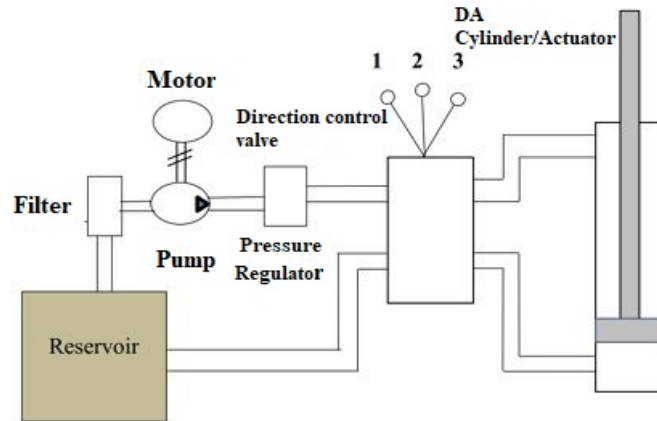 DA
Cylinder/Actuator
1 2 3
Motor
Direction control
valve
Filter
Pump
Pressure
Regulator
Reservoir